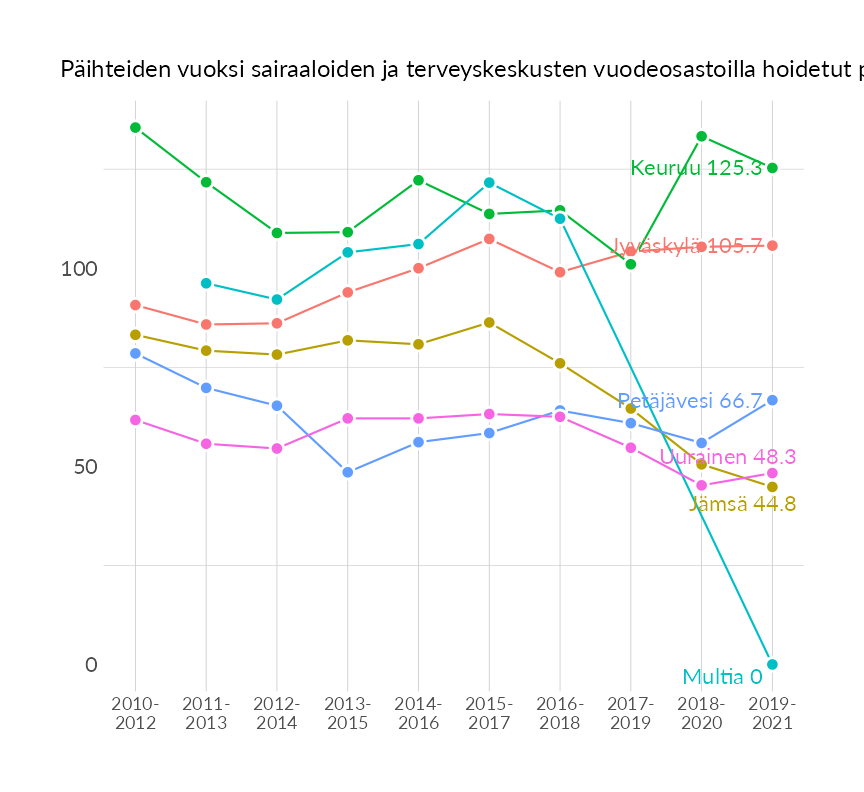 Päihteiden vuoksi sairaaloiden ja terveyskeskusten vuodeosastoilla hoidetut
Keuruu 125.3
Jyväskylä 105.7
100
Petäjävesi 66.7
Uurainen 48.3
50
Jämsä 44.8
0
Multia 0
2010- 2011- 2012- 2013- 2014- 2015- 2016- 2017- 2018- 2019-
2012 2013 2014 2015 2016 2017 2018 2019 2020 2021